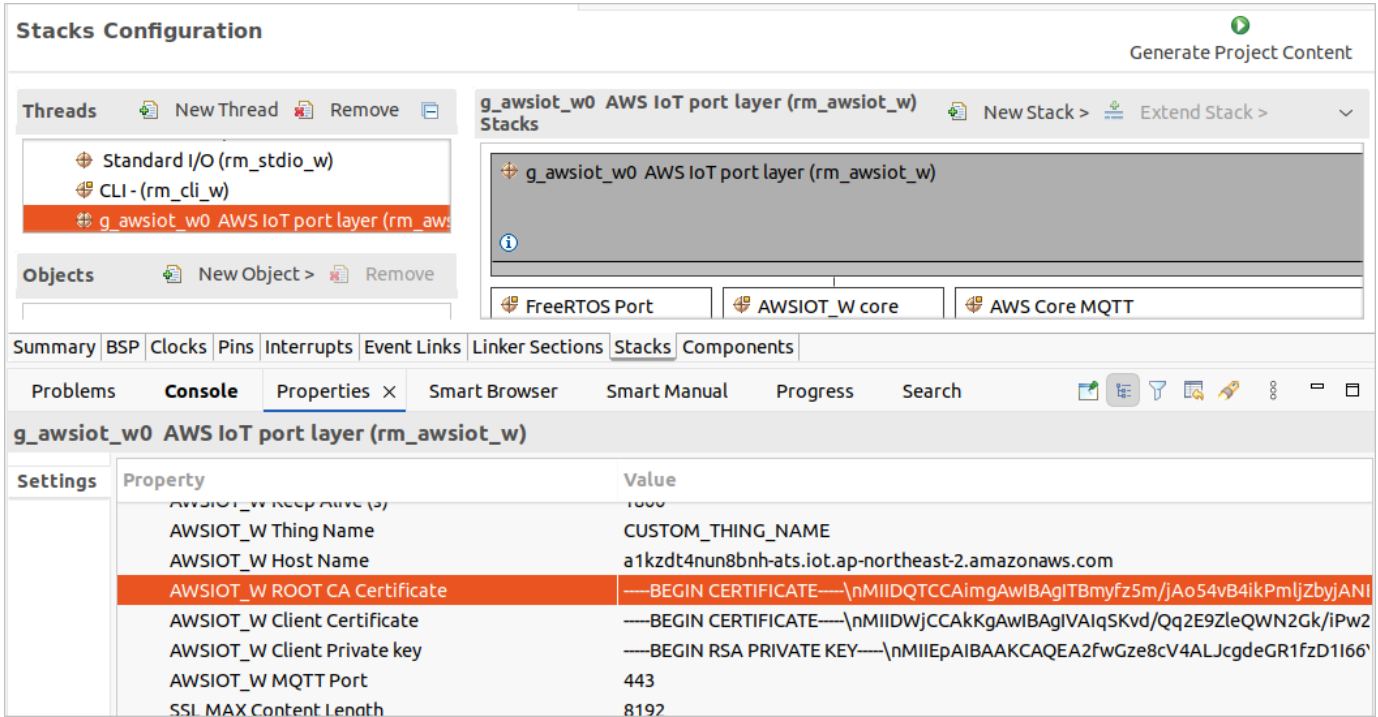 Stacks Configuration
Generate Project Content
Threads New Thread Remove
Standard I/O (rm_stdio_w)
CLI - (rm_cli_w)
g_awsiot_w0 AWS IoT port layer (rm_aws
Objects New Object > Remove
g_awsiot_w0 AWS IoT port layer (rm_awsiot_w)
Stacks
New Stack > Extend Stack >
g_awsiot_w0 AWS IoT port layer (rm_awsiot_w)
FreeRTOS Port AWSIOT_W core AWS Core MQTT
Summary BSP Clocks Pins Interrupts Event Links Linker Sections Stacks Components
Problems Console Properties Smart Browser Smart Manual Progress Search
g_awsiot_w0 AWS IoT port layer (rm_awsiot_w)
Settings Property Value
AWSIOT_W Keep Alive (s) 1800
AWSIOT_W Thing Name CUSTOM_THING_NAME
AWSIOT_W Host Name a1kzdt4nun8bnh-ats.iot.ap-northeast-2.amazonaws.com
AWSIOT_W ROOT CA Certificate -----BEGIN CERTIFICATE-----\nMIIDQTCCAimgAwIBAgITBmyfz5m/jAo54vB4ikPmljZbyjANI
AWSIOT_W Client Certificate -----BEGIN CERTIFICATE-----\nMIIDWjCCAkKgAwIBAgIVAIqSKvd/Qq2E9ZleQWN2Gk/iPw2
AWSIOT_W Client Private key -----BEGIN RSA PRIVATE KEY-----\nMIIEpAIBAAKCAQEA2fwGze8cV4ALJcgdeGR1fzD1I66Y
AWSIOT_W MQTT Port 443
SSL MAX Content Length 8192